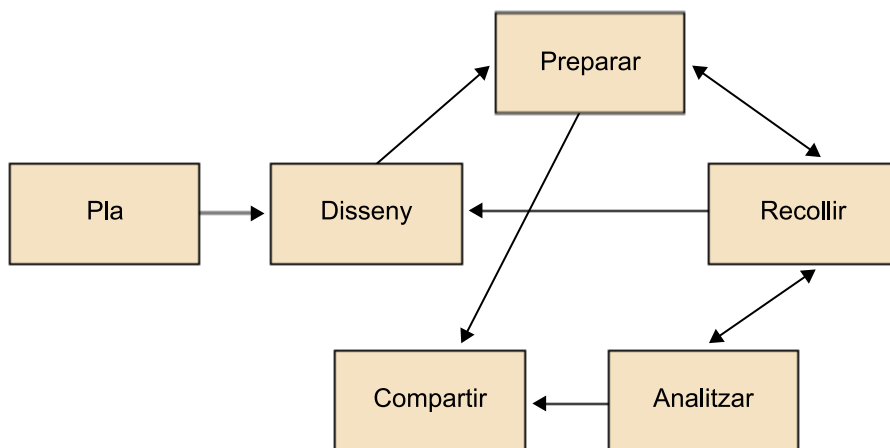 Preparar
Pla
Disseny
Recollir
Compartir
Analitzar